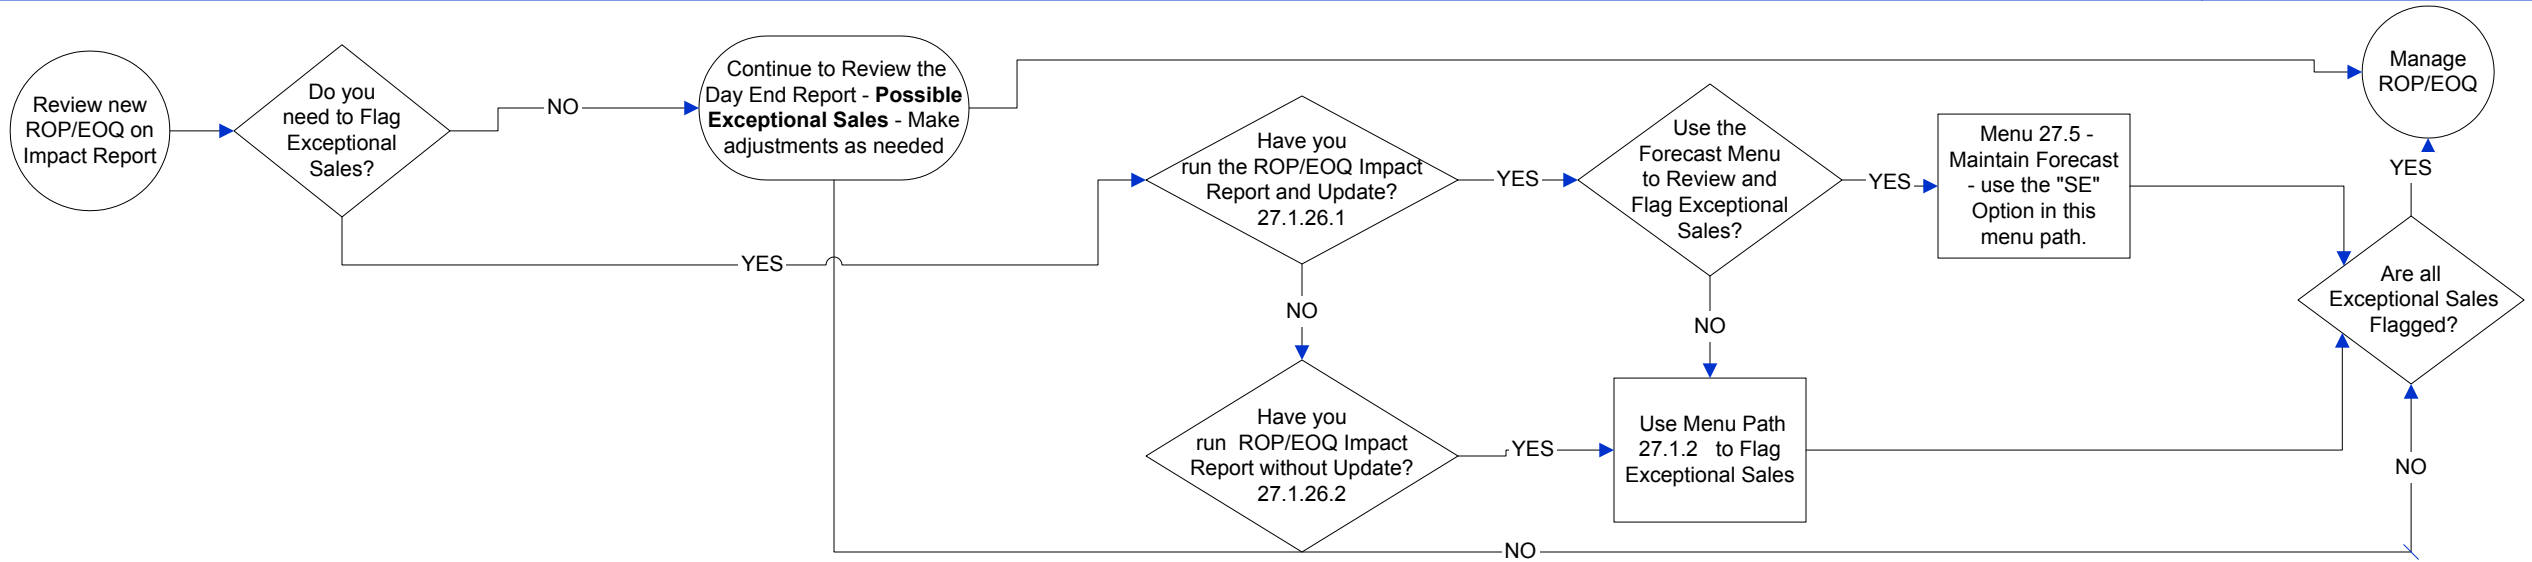 Review new
ROP/EOQ on
Impact Report
Do you
need to Flag
Exceptional
Sales?
NO
YES
Continue to Review the
Day End Report - Possible
Exceptional Sales - Make
adjustments as needed
Have you
run the ROP/EOQ Impact
Report and Update?
27.1.26.1
YES
NO
Have you
run ROP/EOQ Impact
Report without Update?
27.1.26.2
YES
NO
Use the
Forecast Menu
to Review and
Flag Exceptional
Sales?
YES
NO
Use Menu Path
27.1.2 to Flag
Exceptional Sales
Menu 27.5 -
Maintain Forecast
- use the "SE"
Option in this
menu path.
Are all
Exceptional Sales
Flagged?
YES
NO
Manage
ROP/EOQ